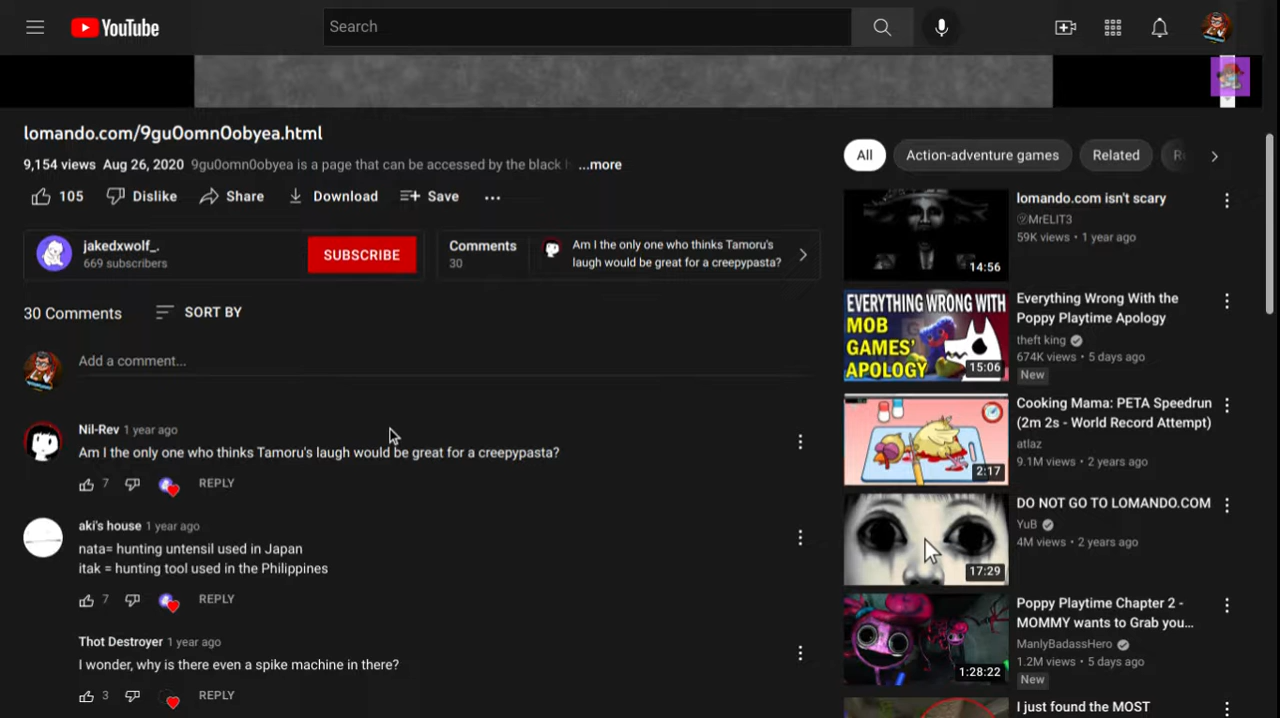 YouTube
Search
lomando.com/9gu0omn0obyea.html
9,154 views Aug 26, 2020 9gu0omn0obyea is a page that can be accessed by the black ...more
105 Dislike Share Download Save
jakedxwolf_.
669 subscribers
SUBSCRIBE
Comments
30
Am I the only one who thinks Tamoru's
laugh would be great for a creepypasta?
30 Comments SORT BY
Add a comment...
Nil-Rev 1 year ago
Am I the only one who thinks Tamoru's laugh would be great for a creepypasta?
7 REPLY
aki's house 1 year ago
nata= hunting untensil used in Japan
itak = hunting tool used in the Philippines
7 REPLY
Thot Destroyer 1 year ago
I wonder, why is there even a spike machine in there?
3 REPLY
All Action-adventure games Related
14:56
lomando.com isn't scary
MrELIT3
59K views • 1 year ago
EVERYTHING WRONG WITH
MOB
GAMES'
APOLOGY
15:06
Everything Wrong With the
Poppy Playtime Apology
theft king
674K views • 5 days ago
New
2:17
Cooking Mama: PETA Speedrun
(2m 2s - World Record Attempt)
atlaz
9.1M views • 2 years ago
17:29
DO NOT GO TO LOMANDO.COM
YuB
4M views • 2 years ago
1:28:22
Poppy Playtime Chapter 2 -
MOMMY wants to Grab you...
ManlyBadassHero
1.2M views • 5 days ago
New
I just found the MOST